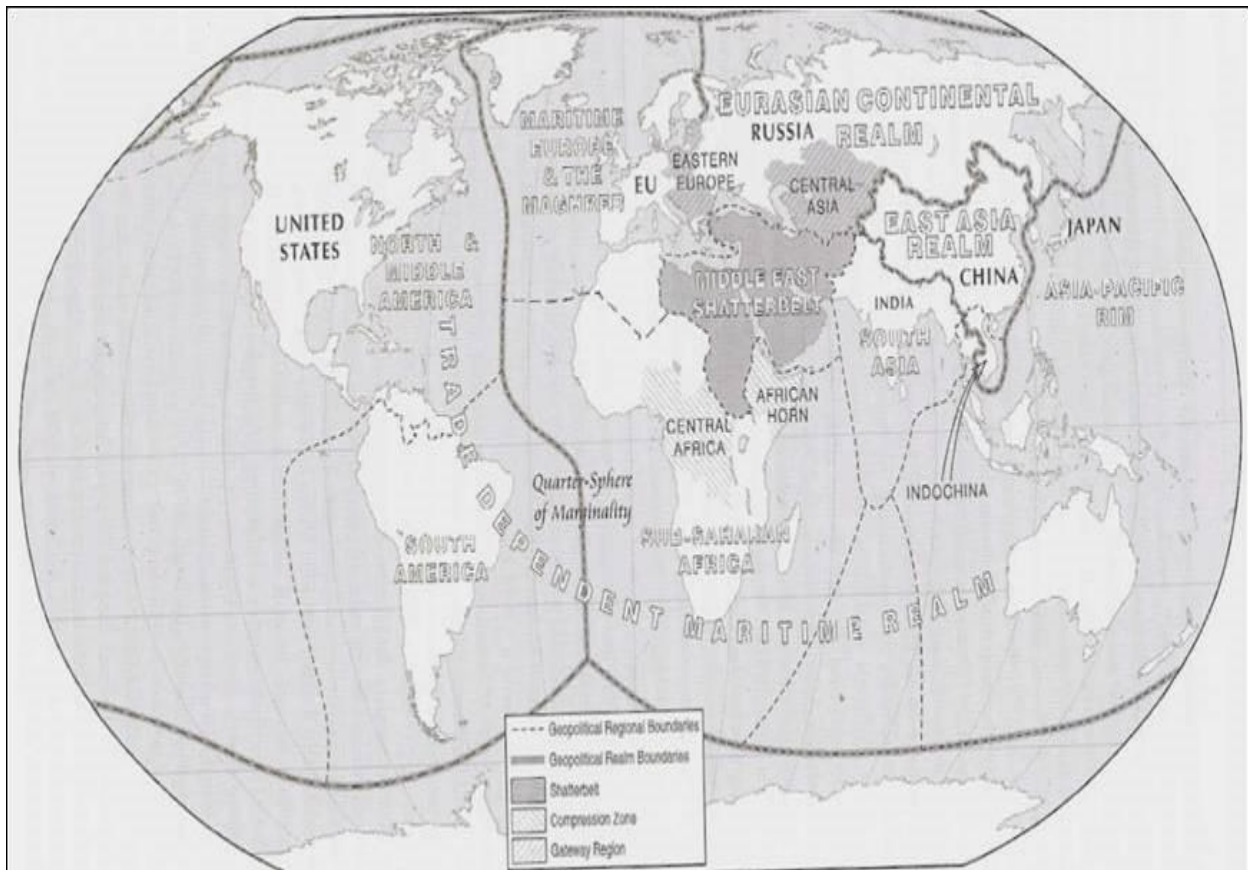 MARITIME
EUROPE
& THE
MAGHREB
EURASIAN CONTINENTAL
REALM
RUSSIA
EASTERN
EUROPE
EU
CENTRAL-
ASIA
UNITED
STATES
NORTH &
MIDDLE
AMERICA
EAST ASIA
REALM
CHINA
JAPAN
MIDDLE EAST
SHATTERBELT
INDIA
SOUTH
ASIA
ASIA-PACIFIC
RIM
AFRICAN
HORN
CENTRAL
AFRICA
INDOCHINA
Quarter-Sphere
of Marginality
SOUTH
AMERICA
SUB-SAHARAN
AFRICA
TRADE DEPENDENT MARITIME REALM
Geopolitical Regional Boundaries
Geopolitical Realm Boundaries
Shatterbelt
Compression Zone
Gateway Region